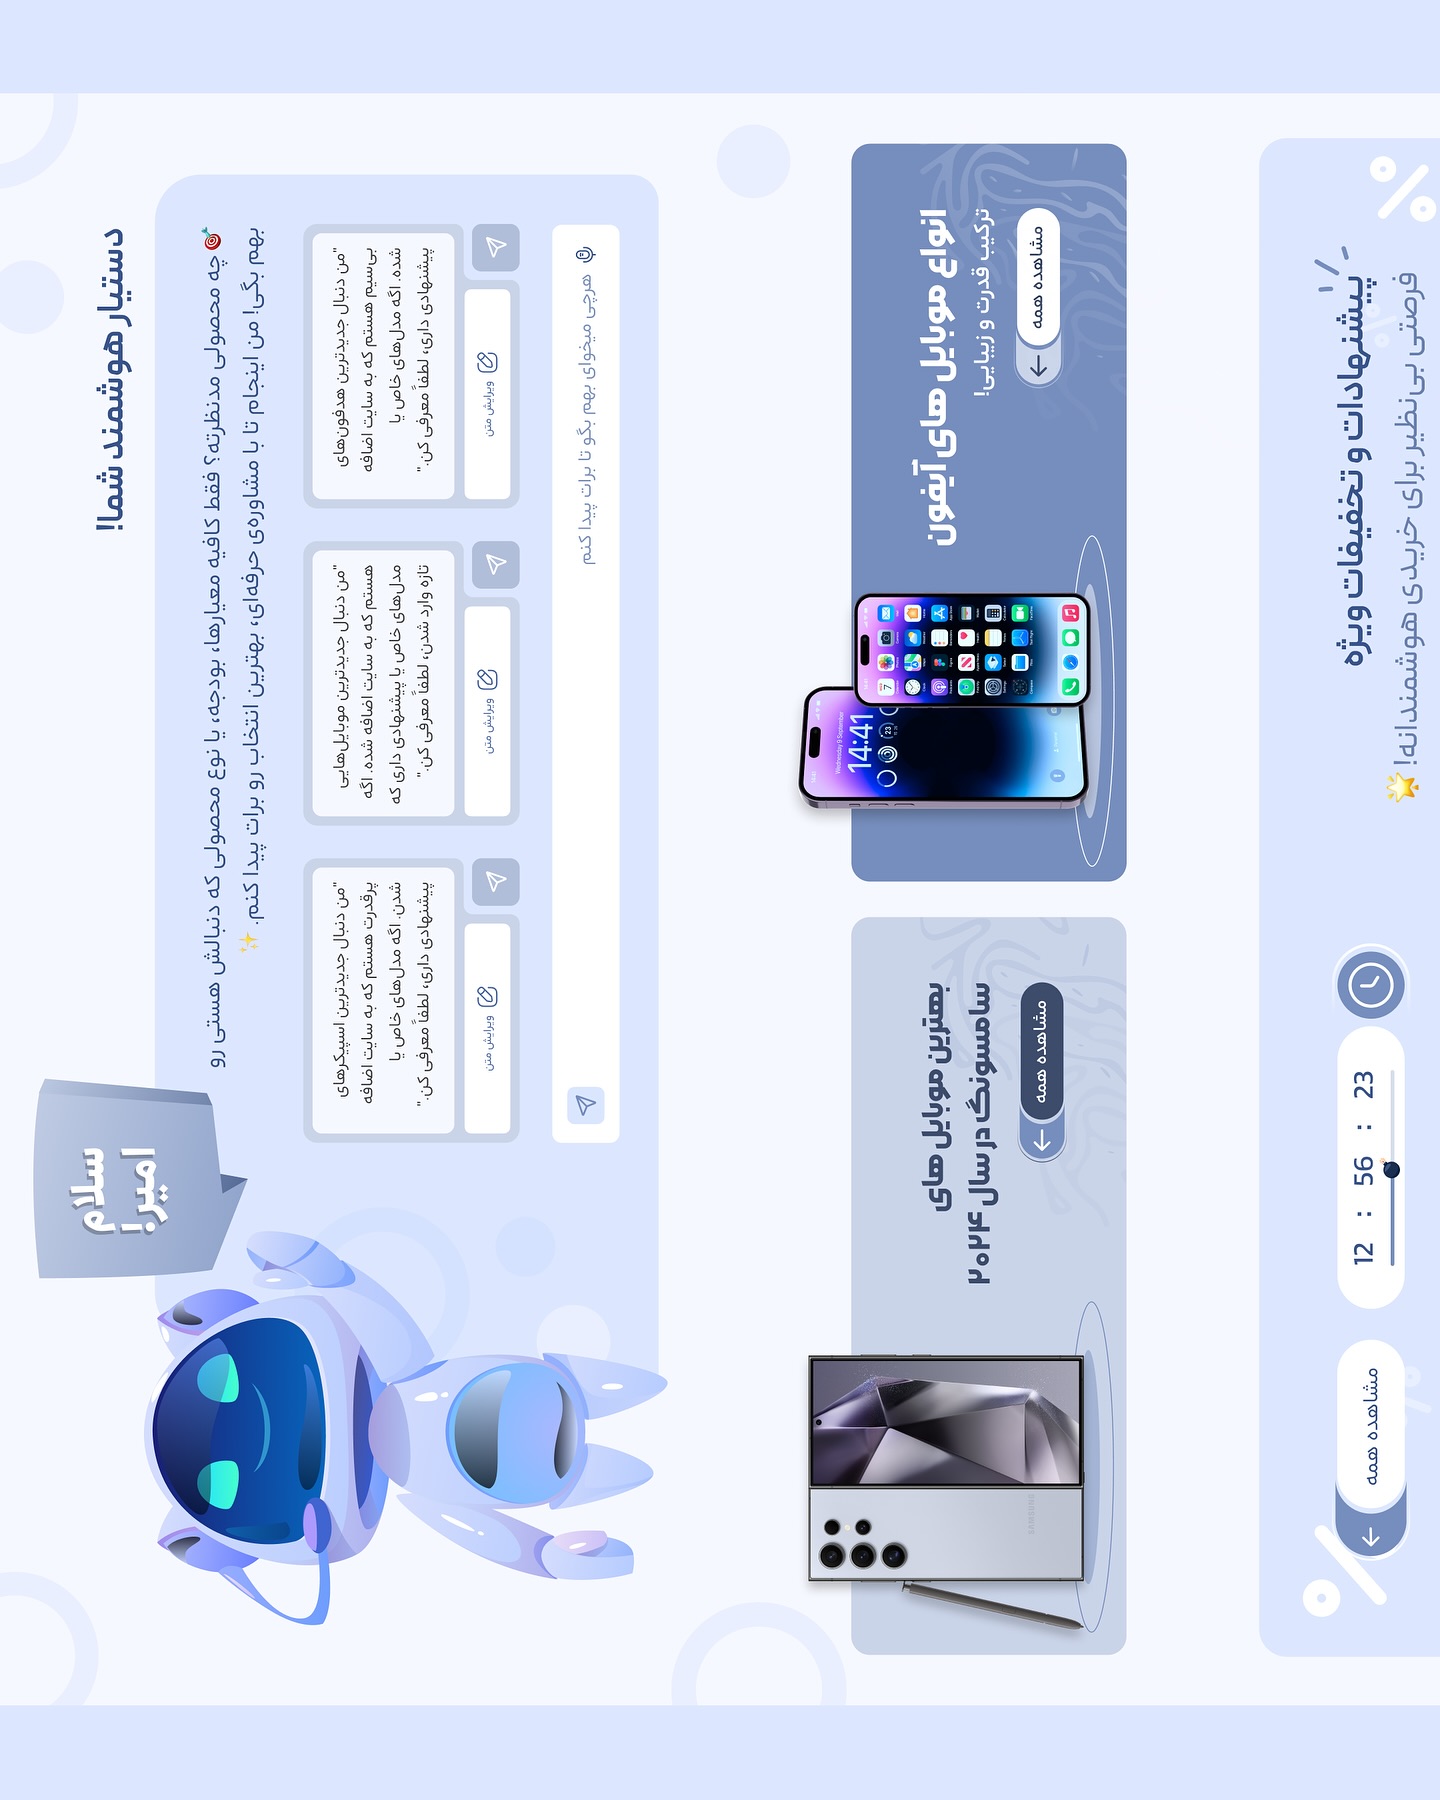 سلام
امیر!
دستیار هوشمند شما!
🎯 چه محصولی مدنظرته؟ فقط کافیه معیارها، بودجه، یا نوع محصولی که دنبالش هستی رو
بهم بگی! من اینجام تا با مشاوره‌ی حرفه‌ای، بهترین انتخاب رو برات پیدا کنم. ✨
"من دنبال جدیدترین هدفون‌های
بی‌سیم هستم که به سایت اضافه
شده. اگه مدل‌های خاص یا
پیشنهادی داری، لطفاً معرفی کن."
ویرایش متن
"من دنبال جدیدترین موبایل‌هایی
هستم که به سایت اضافه شده. اگه
مدل‌های خاص یا پیشنهادی داری که
تازه وارد شدن، لطفاً معرفی کن."
ویرایش متن
"من دنبال جدیدترین اسپیکرهای
پرقدرت هستم که به سایت اضافه
شدن. اگه مدل‌های خاص یا
پیشنهادی داری، لطفاً معرفی کن."
ویرایش متن
هرچی میخوای بهم بگو تا برات پیدا کنم
انواع موبایل های آیفون
ترکیب قدرت و زیبایی!
مشاهده همه
Wednesday 9 September
14:41
23
7
بهترین موبایل های
سامسونگ در سال ۲۰۲۴
مشاهده همه
SAMSUNG
پیشنهادات و تخفیفات ویژه
فرصتی بی‌نظیر برای خریدی هوشمندانه! 🌟
12 : 56 : 23
مشاهده همه